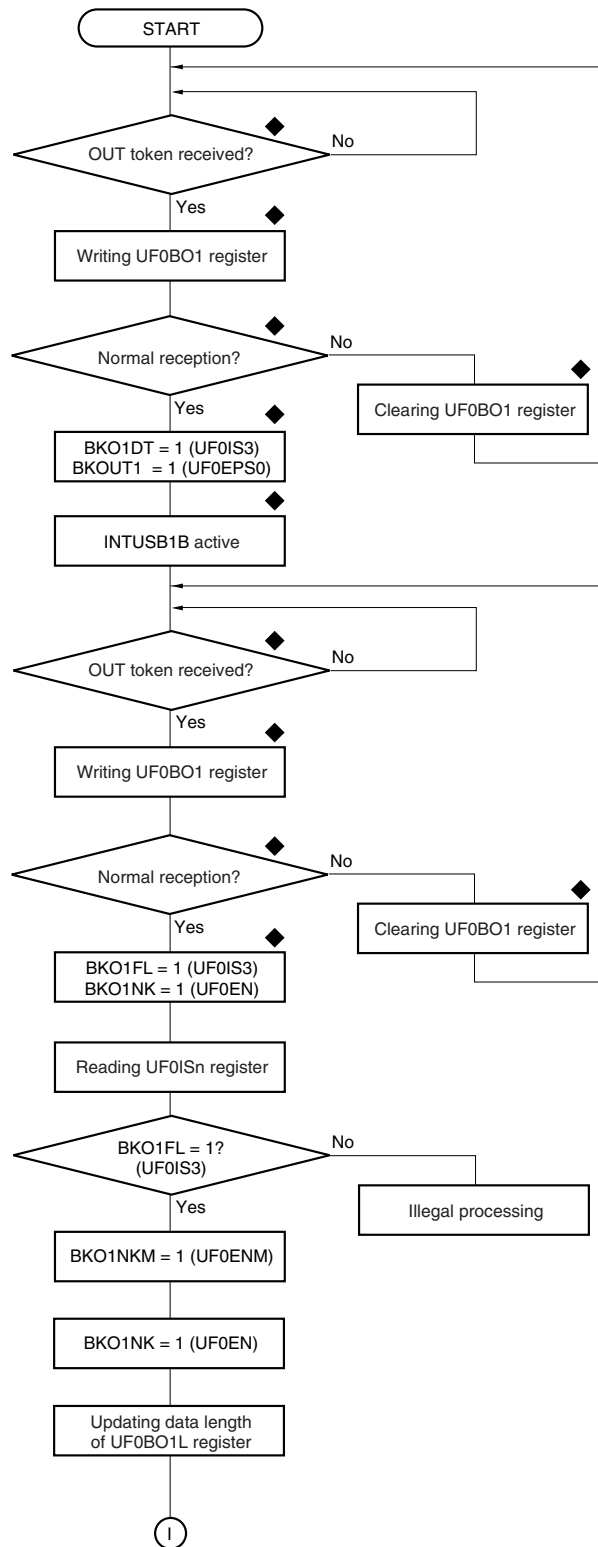 START
OUT token received?
No
Yes
Writing UF0BO1 register
Normal reception?
No
Yes
Clearing UF0BO1 register
BKO1DT = 1 (UF0IS3)
BKOUT1 = 1 (UF0EPS0)
INTUSB1B active
OUT token received?
No
Yes
Writing UF0BO1 register
Normal reception?
No
Yes
Clearing UF0BO1 register
BKO1FL = 1 (UF0IS3)
BKO1NK = 1 (UF0EN)
Reading UF0ISn register
BKO1FL = 1?
(UF0IS3)
No
Yes
Illegal processing
BKO1NKM = 1 (UF0ENM)
BKO1NK = 1 (UF0EN)
Updating data length
of UF0BO1L register
I